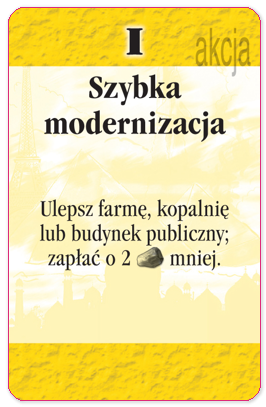 I
akcja
Szybka
modernizacja
Ulepsz farmę, kopalnię
lub budynek publiczny;
zapłać o 2 mniej.